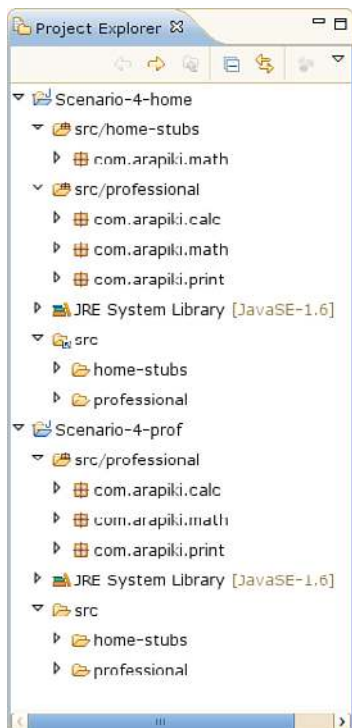 Project Explorer
Scenario-4-home
src/home-stubs
com.arapiki.math
src/professional
com.arapiki.calc
com.arapiki.math
com.arapiki.print
JRE System Library [JavaSE-1.6]
src
home-stubs
professional
Scenario-4-prof
src/professional
com.arapiki.calc
com.arapiki.math
com.arapiki.print
JRE System Library [JavaSE-1.6]
src
home-stubs
professional